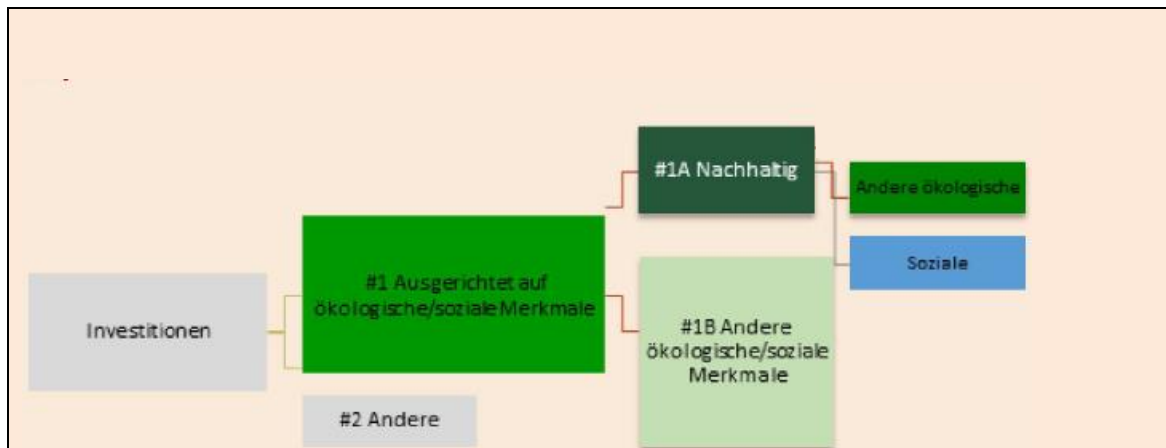 #1A Nachhaltig
Andere ökologische
Soziale
#1 Ausgerichtet auf
ökologische/soziale Merkmale
Investitionen
#1B Andere
ökologische/soziale
Merkmale
#2 Andere